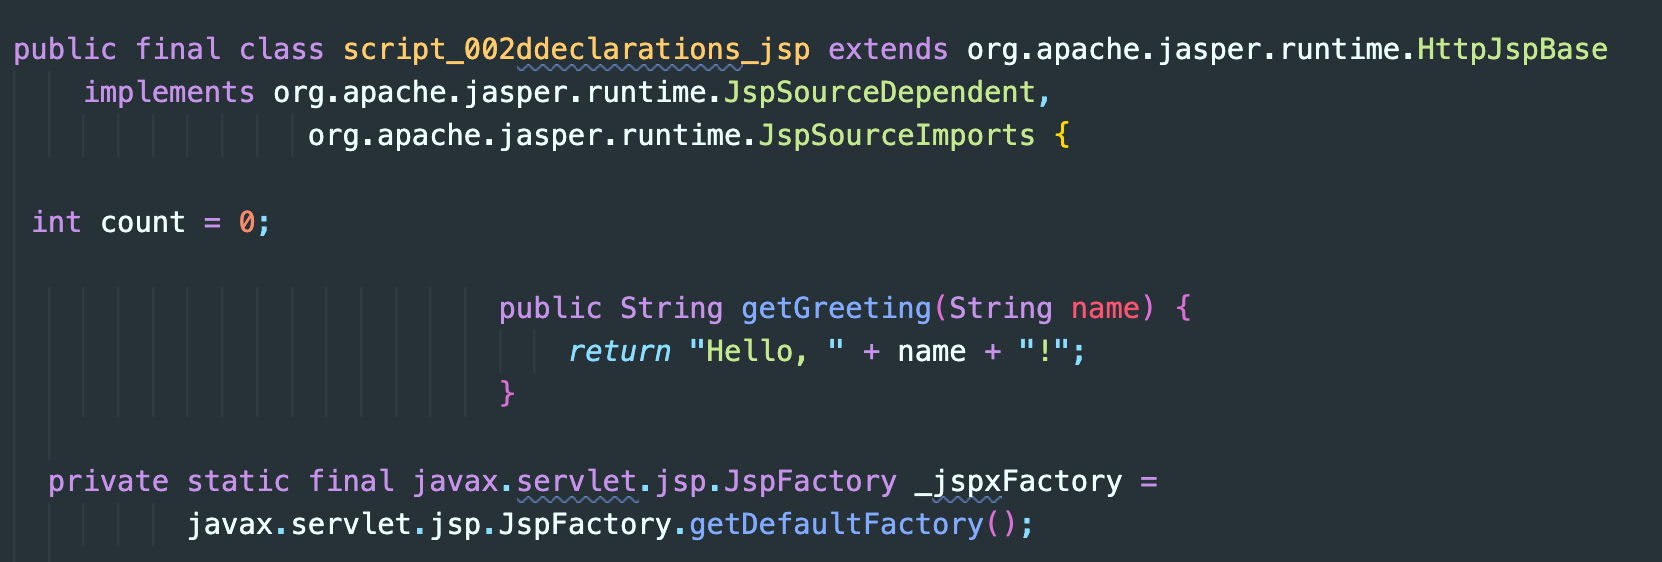 public final class script_002ddeclarations_jsp extends org.apache.jasper.runtime.HttpJspBase
implements org.apache.jasper.runtime.JspSourceDependent,
org.apache.jasper.runtime.JspSourceImports {
int count = 0;
public String getGreeting(String name) {
return "Hello, " + name + "!";
}
private static final javax.servlet.jsp.JspFactory _jspxFactory =
javax.servlet.jsp.JspFactory.getDefaultFactory();